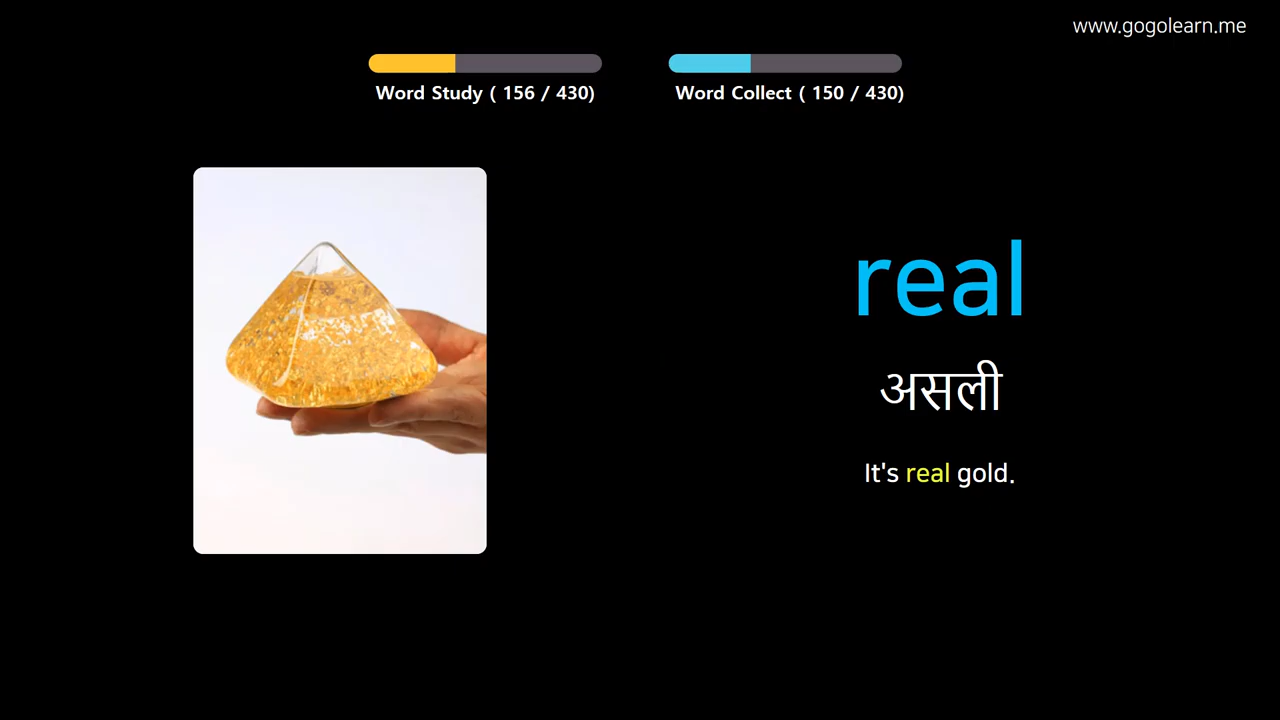 www.gogolearn.me
Word Study ( 156 / 430)
Word Collect ( 150 / 430)
real
असली
It's real gold.